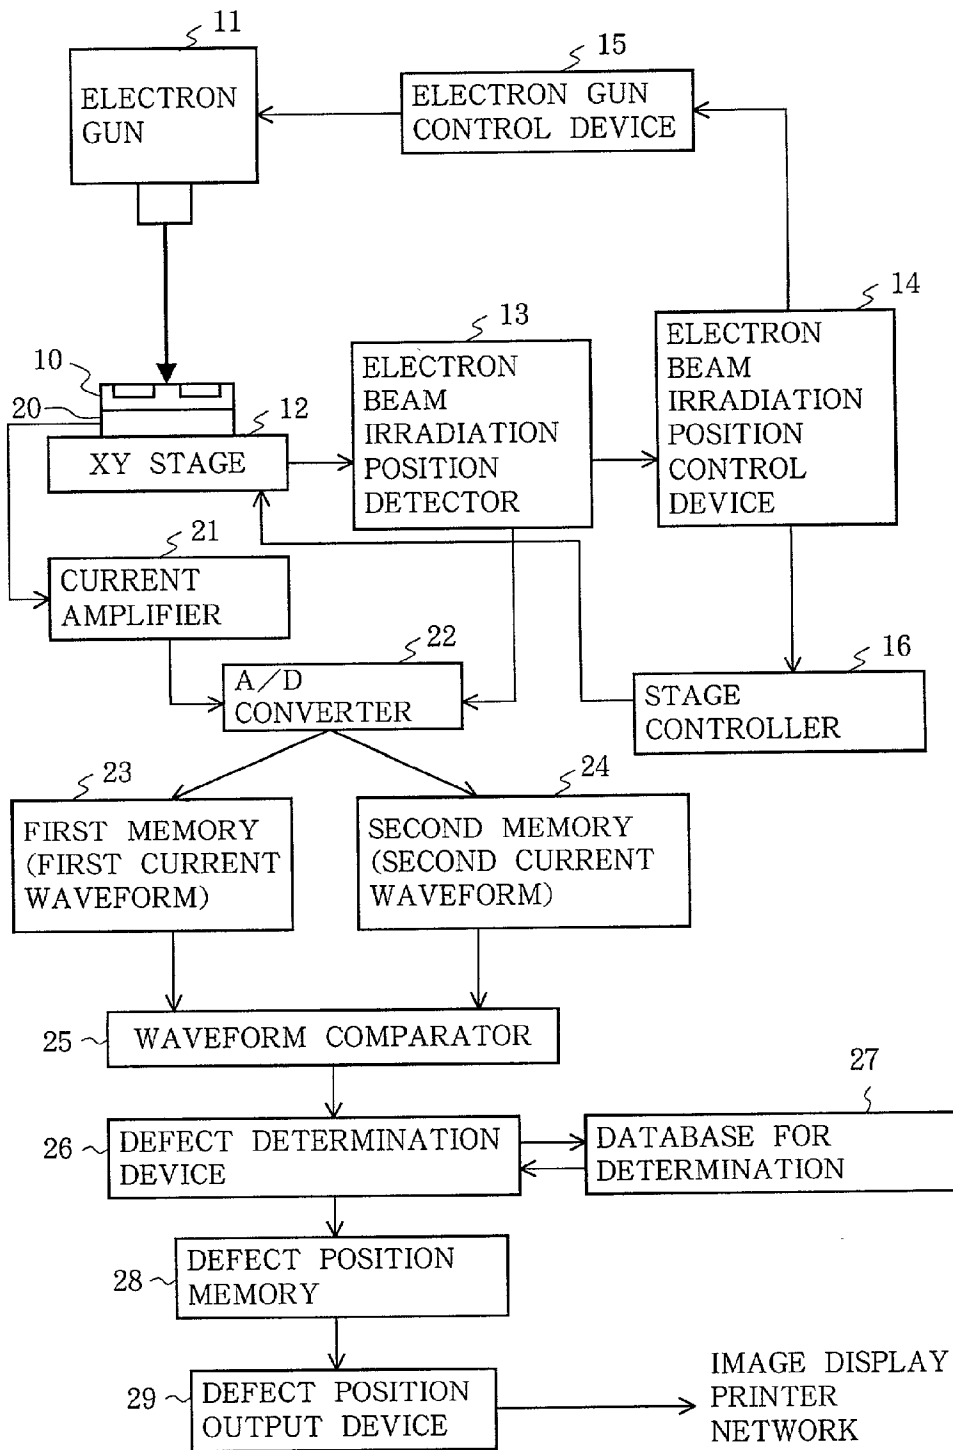 11
ELECTRON
GUN
15
ELECTRON GUN
CONTROL DEVICE
14
ELECTRON
BEAM
IRRADIATION
POSITION
CONTROL
DEVICE
13
ELECTRON
BEAM
IRRADIATION
POSITION
DETECTOR
10
20
12
XY STAGE
21
CURRENT
AMPLIFIER
22
A/D
CONVERTER
16
STAGE
CONTROLLER
23
FIRST MEMORY
(FIRST CURRENT
WAVEFORM)
24
SECOND MEMORY
(SECOND CURRENT
WAVEFORM)
25
WAVEFORM COMPARATOR
26
DEFECT DETERMINATION
DEVICE
27
DATABASE FOR
DETERMINATION
28
DEFECT POSITION
MEMORY
29
DEFECT POSITION
OUTPUT DEVICE
IMAGE DISPLAY
PRINTER
NETWORK